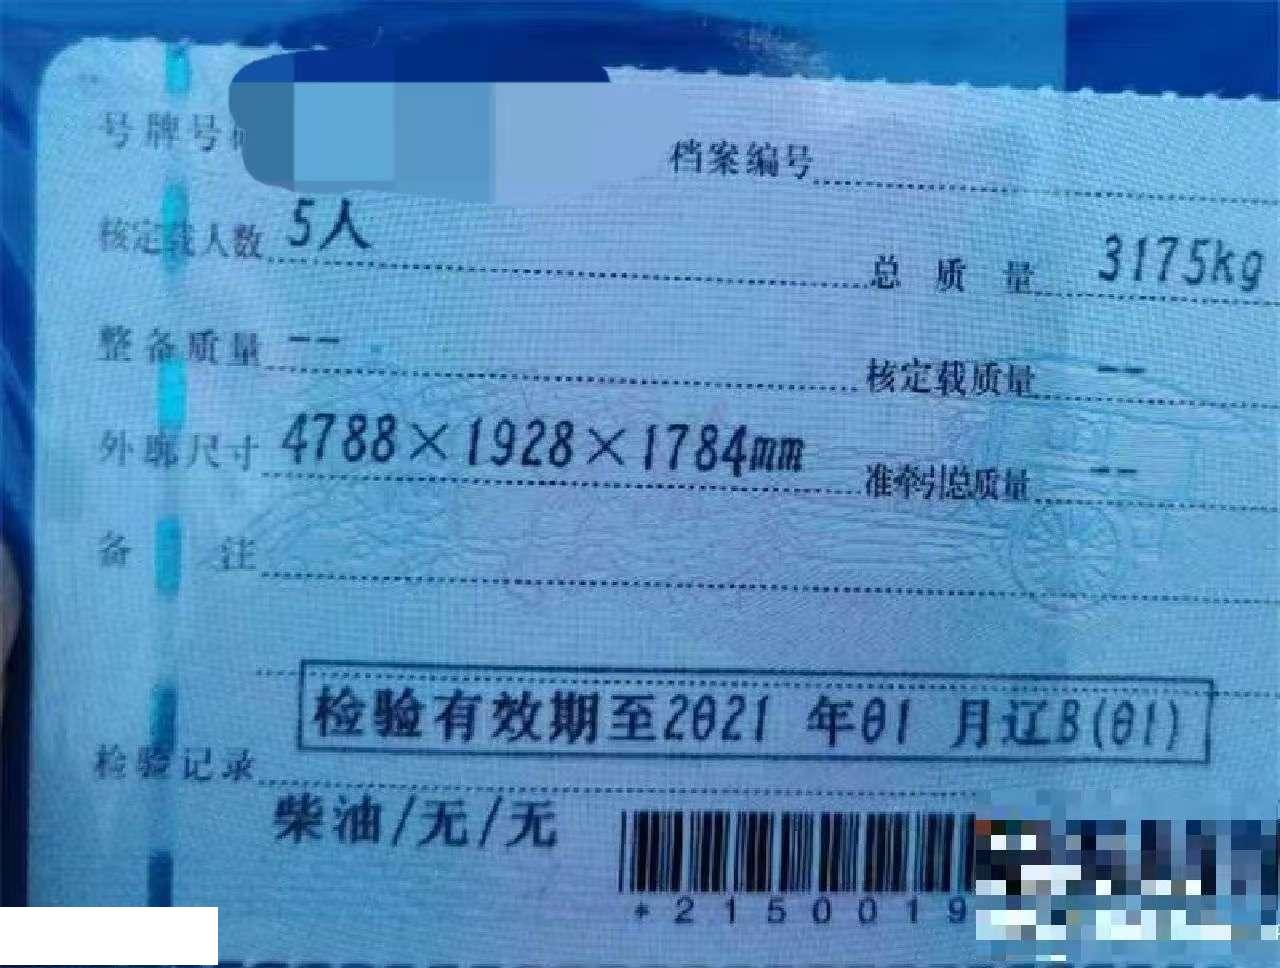 号牌号码
档案编号
核定载人数 5人
总质量 3175kg
整备质量 --
核定载质量 --
外廓尺寸 4788×1928×1784mm
准牵引总质量 --
备注
检验有效期至2021 年01 月辽B(01)
检验记录
柴油/无/无
*2150019